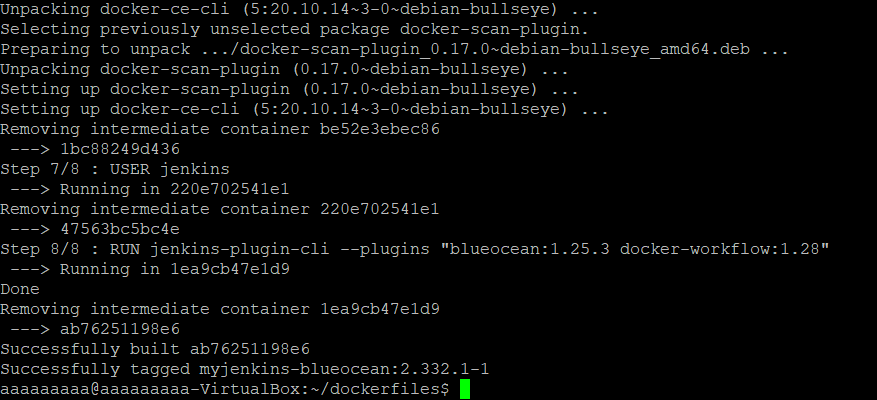 Unpacking docker-ce-cli (5:20.10.14~3-0~debian-bullseye) ...
Selecting previously unselected package docker-scan-plugin.
Preparing to unpack .../docker-scan-plugin_0.17.0~debian-bullseye_amd64.deb ...
Unpacking docker-scan-plugin (0.17.0~debian-bullseye) ...
Setting up docker-scan-plugin (0.17.0~debian-bullseye) ...
Setting up docker-ce-cli (5:20.10.14~3-0~debian-bullseye) ...
Removing intermediate container be52e3ebec86
 ---> 1bc88249d436
Step 7/8 : USER jenkins
 ---> Running in 220e702541e1
Removing intermediate container 220e702541e1
 ---> 47563bc5bc4e
Step 8/8 : RUN jenkins-plugin-cli --plugins "blueocean:1.25.3 docker-workflow:1.28"
 ---> Running in 1ea9cb47e1d9
Done
Removing intermediate container 1ea9cb47e1d9
 ---> ab76251198e6
Successfully built ab76251198e6
Successfully tagged myjenkins-blueocean:2.332.1-1
aaaaaaaaa@aaaaaaaaa-VirtualBox:~/dockerfiles$